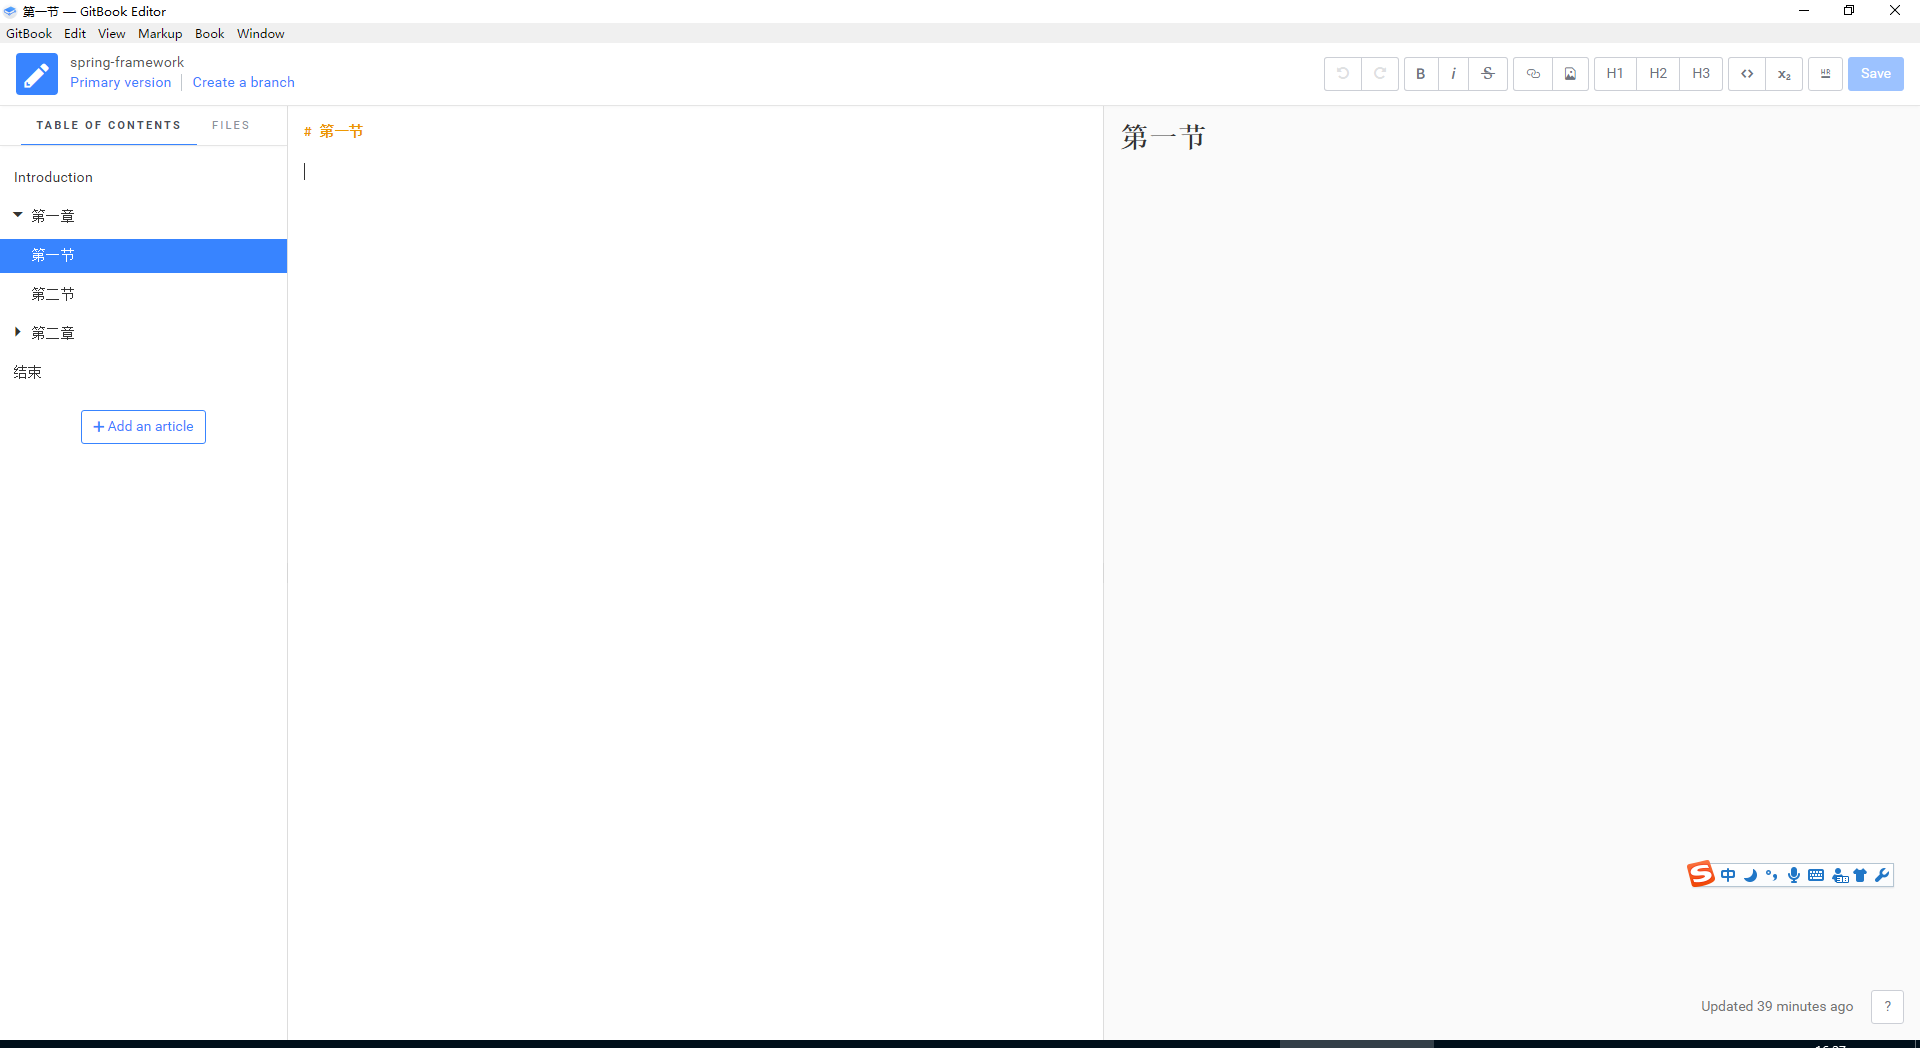 第一节 — GitBook Editor
GitBook Edit View Markup Book Window
spring-framework
Primary version Create a branch
B i S H1 H2 H3 <> x₂ HR Save
TABLE OF CONTENTS FILES
Introduction
第一章
第一节
第二节
第二章
结束
+ Add an article
# 第一节
第一节
S 中
Updated 39 minutes ago ?